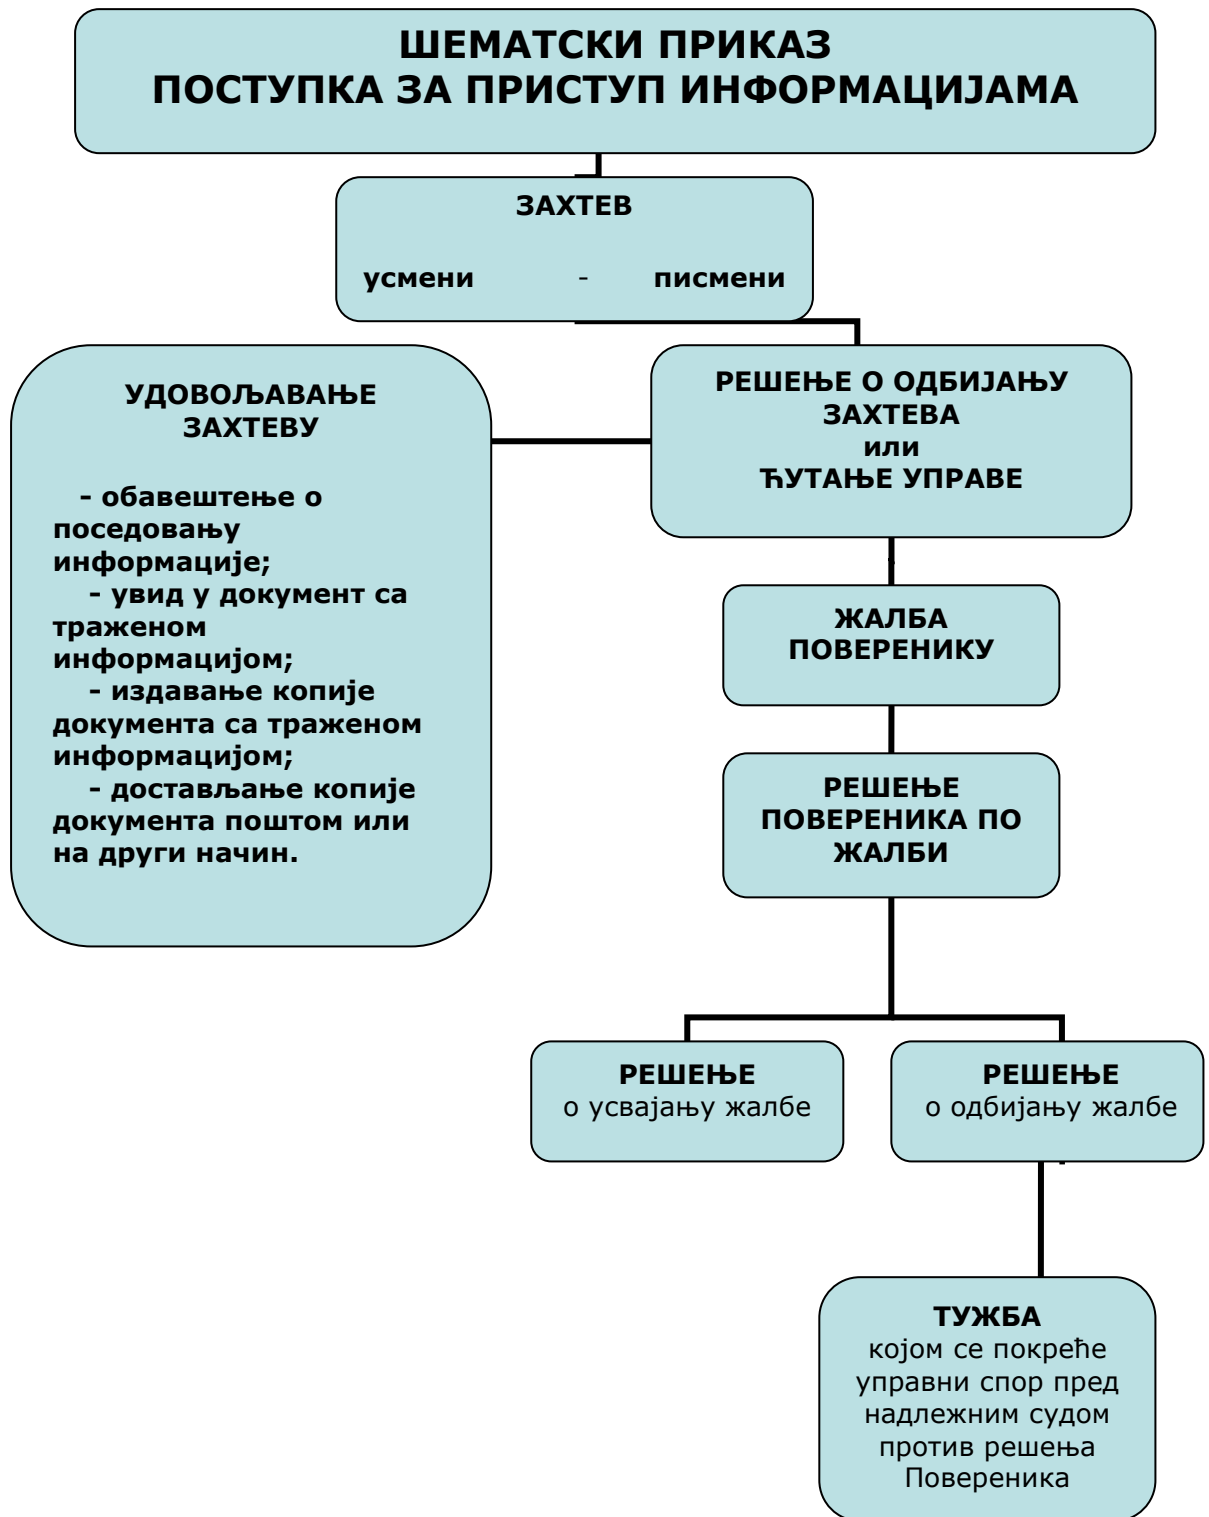 ШЕМАТСКИ ПРИКАЗ
ПОСТУПКА ЗА ПРИСТУП ИНФОРМАЦИЈАМА
ЗАХТЕВ
усмени - писмени
УДОВОЉАВАЊЕ
ЗАХТЕВУ
- обавештење о
поседовању
информације;
- увид у документ са
траженом
информацијом;
- издавање копије
документа са траженом
информацијом;
- достављање копије
документа поштом или
на други начин.
РЕШЕЊЕ О ОДБИЈАЊУ
ЗАХТЕВА
или
ЋУТАЊЕ УПРАВЕ
ЖАЛБА
ПОВЕРЕНИКУ
РЕШЕЊЕ
ПОВЕРЕНИКА ПО
ЖАЛБИ
РЕШЕЊЕ
о усвајању жалбе
РЕШЕЊЕ
о одбијању жалбе
ТУЖБА
којом се покреће
управни спор пред
надлежним судом
против решења
Повереника